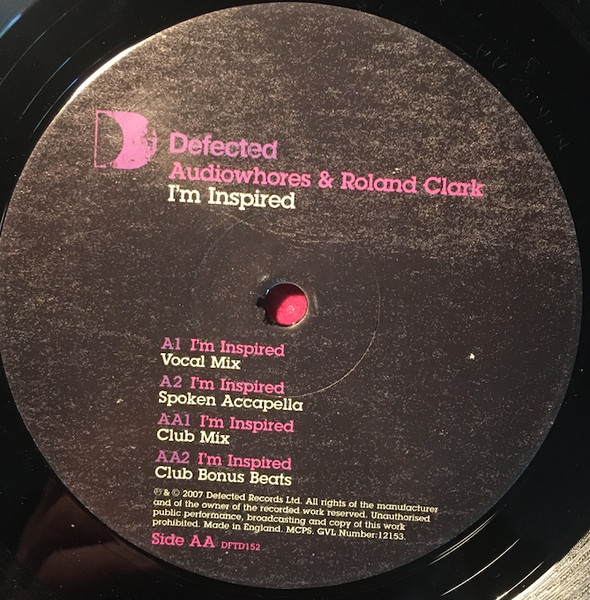 Defected
Audiowhores & Roland Clark
I'm Inspired
A1 I'm Inspired
Vocal Mix
A2 I'm Inspired
Spoken Accapella
AA1 I'm Inspired
Club Mix
AA2 I'm Inspired
Club Bonus Beats
℗ & © 2007 Defected Records Ltd. All rights of the manufacturer
and of the owner of the recorded work reserved. Unauthorised
public performance, broadcasting and copy of this work
prohibited. Made in England. MCPS. GVL Number:12153.
Side AA DFTD152